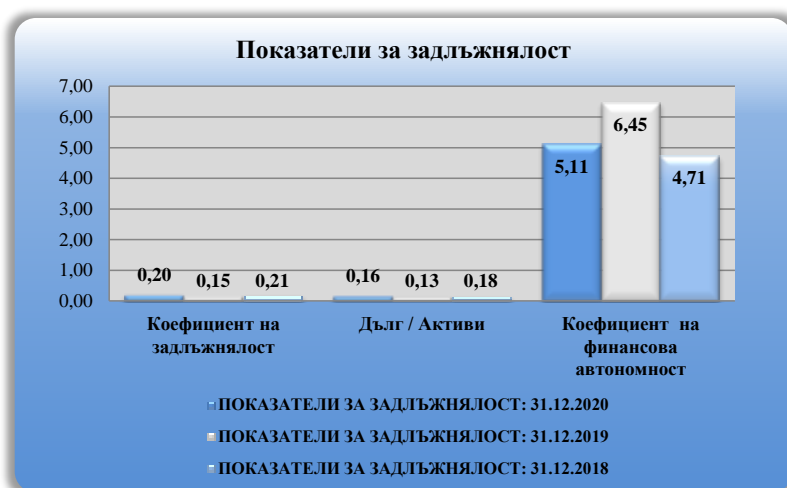 Показатели за задлъжнялост
7,00
6,00
5,00
4,00
3,00
2,00
1,00
0,00
0,20
0,15
0,21
0,16
0,13
0,18
5,11
6,45
4,71
Коефициент на
задлъжнялост
Дълг / Активи
Коефициент на
финансова
автономност
ПОКАЗАТЕЛИ ЗА ЗАДЛЪЖНЯЛОСТ: 31.12.2020
ПОКАЗАТЕЛИ ЗА ЗАДЛЪЖНЯЛОСТ: 31.12.2019
ПОКАЗАТЕЛИ ЗА ЗАДЛЪЖНЯЛОСТ: 31.12.2018